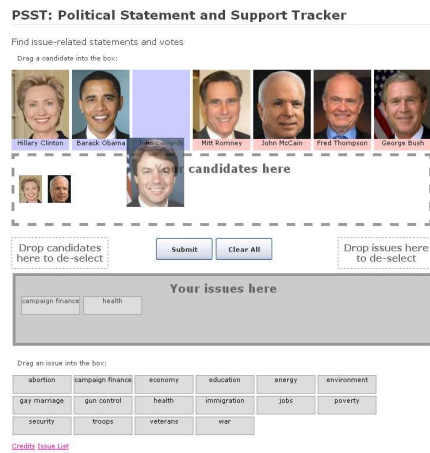 PSST: Political Statement and Support Tracker
Find issue-related statements and votes
Drag a candidate into the box:
Hillary Clinton Barack Obama John Edwards Mitt Romney John McCain Fred Thompson George Bush
Your candidates here
Drop candidates here to de-select
Submit Clear All
Drop issues here to de-select
Your issues here
campaign finance health
Drag an issue into the box:
abortion campaign finance economy education energy environment
gay marriage gun control health immigration jobs poverty
security troops veterans war
Credits Issue List